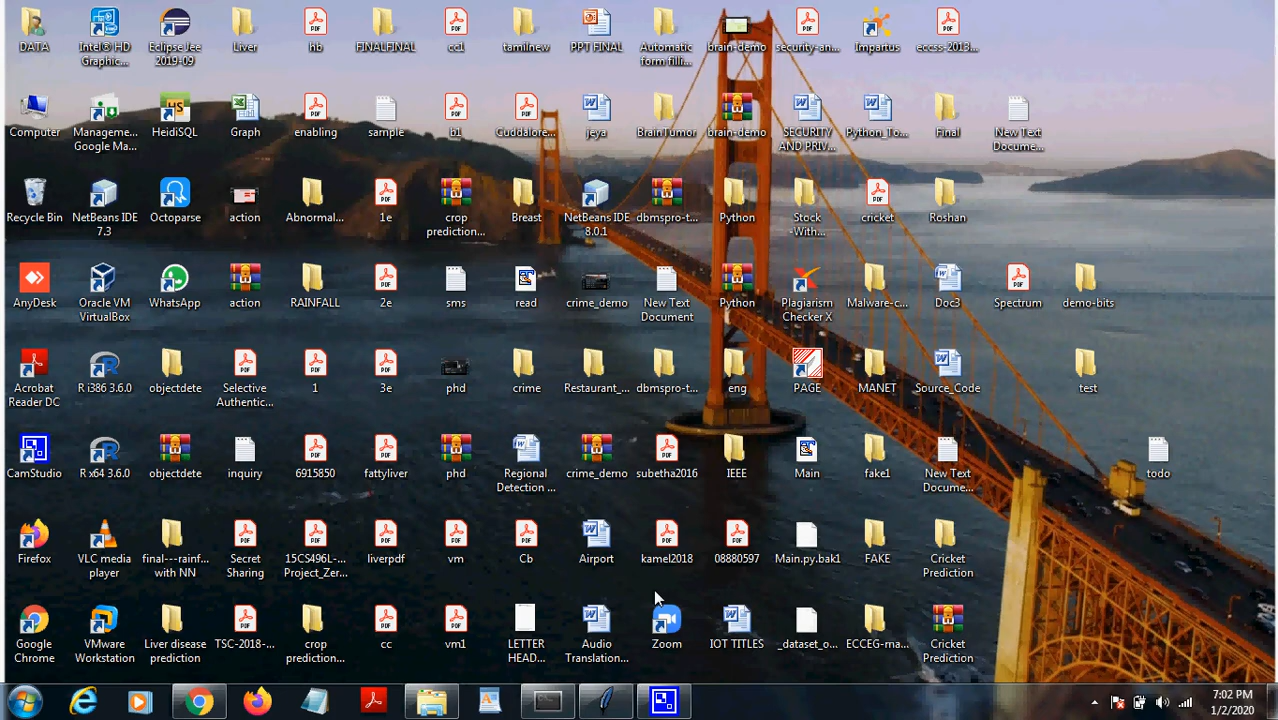 DATA
Intel® HD
Graphic...
Eclipse Jee
2019-09
Liver
hb
FINALFINAL
cc1
tamilnew
PPT FINAL
Automatic
form filli...
brain-demo
security-an...
Impartus
eccss-2013...
Computer
Manageme...
Google Ma...
HeidiSQL
Graph
enabling
sample
b1
Cuddalore...
jeya
BrainTumor
brain-demo
SECURITY
AND PRIV...
Python_To...
Final
New Text
Docume...
Recycle Bin
NetBeans IDE
7.3
Octoparse
action
Abnormal...
1e
crop
prediction...
Breast
NetBeans IDE
8.0.1
dbmspro-t...
Python
Stock
-With...
cricket
Roshan
AnyDesk
Oracle VM
VirtualBox
WhatsApp
action
RAINFALL
2e
sms
read
crime_demo
New Text
Document
Python
Plagiarism
Checker X
Malware-c...
Doc3
Spectrum
demo-bits
Acrobat
Reader DC
R i386 3.6.0
objectdete
Selective
Authentic...
1
3e
phd
crime
Restaurant_...
dbmspro-t...
eng
PAGE
MANET
Source_Code
test
CamStudio
R x64 3.6.0
objectdete
inquiry
6915850
fattyliver
phd
Regional
Detection ...
crime_demo
subetha2016
IEEE
Main
fake1
New Text
Docume...
todo
Firefox
VLC media
player
final---rainf...
with NN
Secret
Sharing
15CS496L-...
Project_Zer...
liverpdf
vm
Cb
Airport
kamel2018
08880597
Main.py.bak1
FAKE
Cricket
Prediction
Google
Chrome
VMware
Workstation
Liver disease
prediction
TSC-2018-...
crop
prediction...
cc
vm1
LETTER
HEAD...
Audio
Translation...
Zoom
IOT TITLES
_dataset_o...
ECCEG-ma...
Cricket
Prediction
7:02 PM
1/2/2020